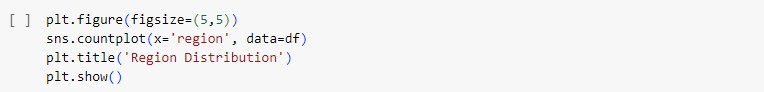 [ ] plt.figure(figsize=(5,5))
sns.countplot(x='region', data=df)
plt.title('Region Distribution')
plt.show()